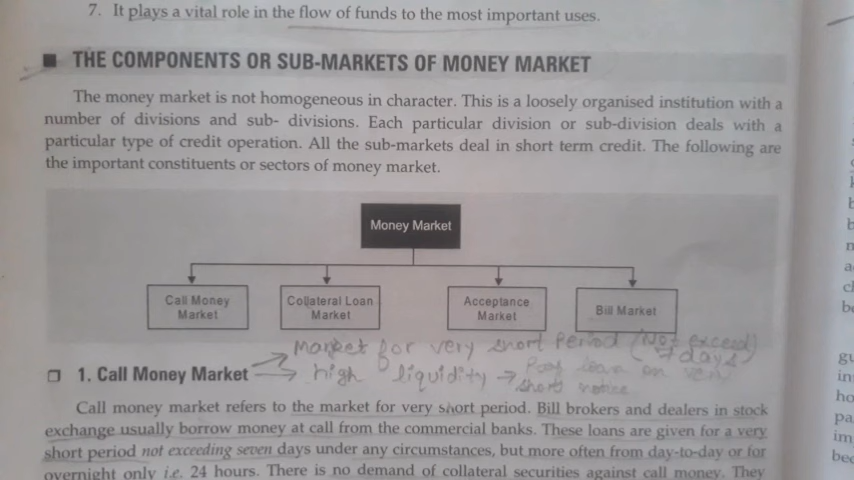 7. It plays a vital role in the flow of funds to the most important uses.
THE COMPONENTS OR SUB-MARKETS OF MONEY MARKET
The money market is not homogeneous in character. This is a loosely organised institution with a
number of divisions and sub- divisions. Each particular division or sub-division deals with a
particular type of credit operation. All the sub-markets deal in short term credit. The following are
the important constituents or sectors of money market.
Money Market
Call Money
Market
Collateral Loan
Market
Acceptance
Market
Bill Market
Market for very short Period (Not exceed
7 days)
1. Call Money Market
high liquidity → Pay loan on very
short notice
Call money market refers to the market for very short period. Bill brokers and dealers in stock
exchange usually borrow money at call from the commercial banks. These loans are given for a very
short period not exceeding seven days under any circumstances, but more often from day-to-day or for
overnight only i.e. 24 hours. There is no demand of collateral securities against call money. They